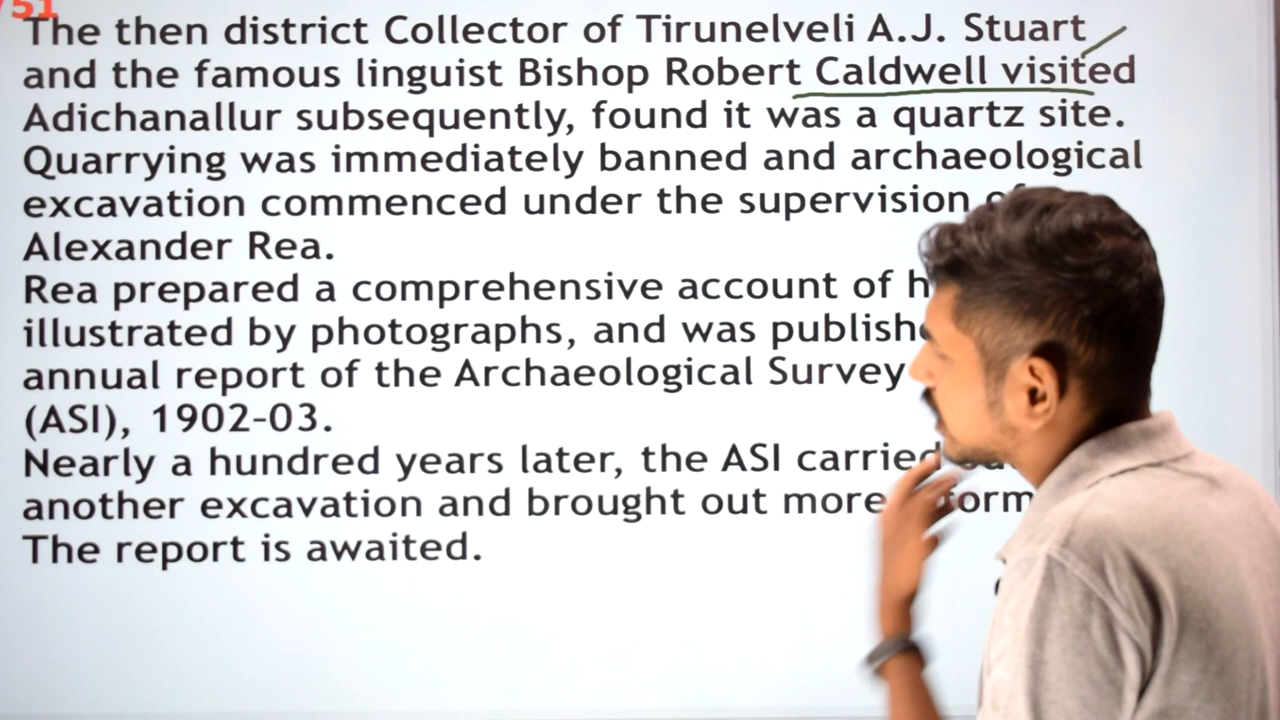 /51
The then district Collector of Tirunelveli A.J. Stuart
and the famous linguist Bishop Robert Caldwell visited
Adichanallur subsequently, found it was a quartz site.
Quarrying was immediately banned and archaeological
excavation commenced under the supervision
Alexander Rea.
Rea prepared a comprehensive account of
illustrated by photographs, and was
annual report of the Archaeological Survey
(ASI), 1902-03.
Nearly a hundred years later, the ASI carried
another excavation and brought out more
The report is awaited.